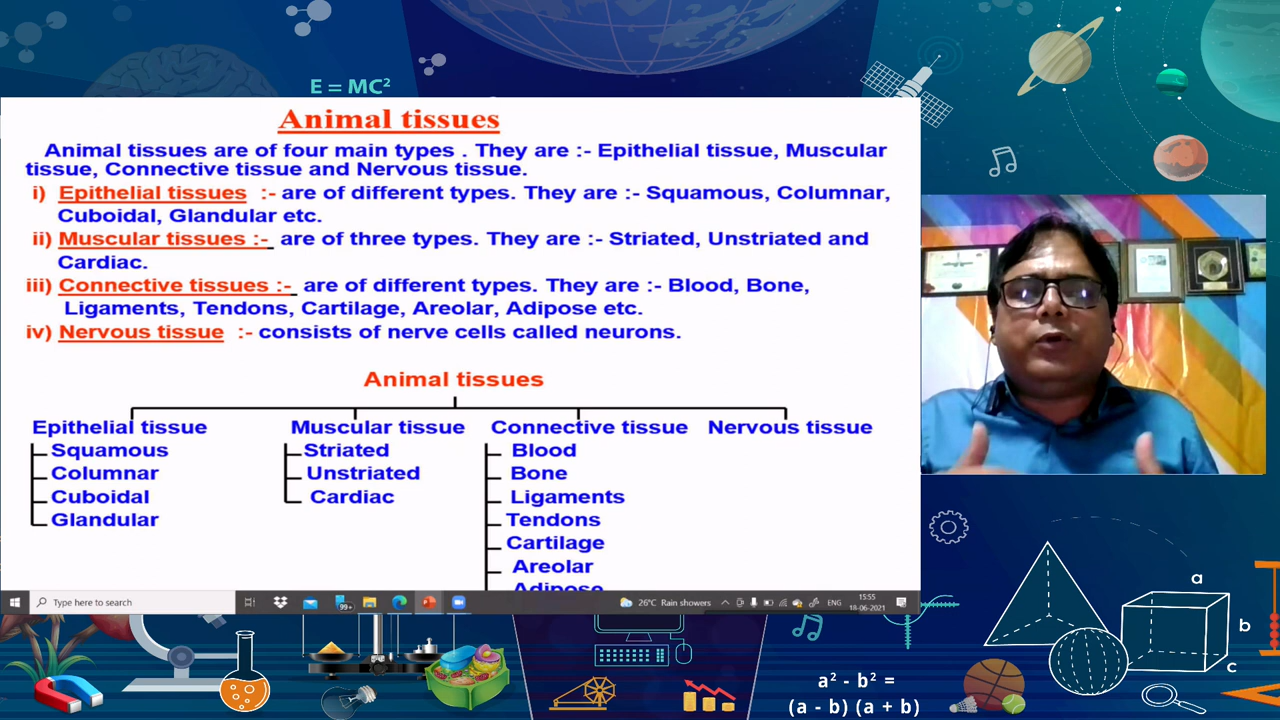 E = MC²
Animal tissues
Animal tissues are of four main types . They are :- Epithelial tissue, Muscular
tissue, Connective tissue and Nervous tissue.
i) Epithelial tissues :- are of different types. They are :- Squamous, Columnar,
Cuboidal, Glandular etc.
ii) Muscular tissues :- are of three types. They are :- Striated, Unstriated and
Cardiac.
iii) Connective tissues :- are of different types. They are :- Blood, Bone,
Ligaments, Tendons, Cartilage, Areolar, Adipose etc.
iv) Nervous tissue :- consists of nerve cells called neurons.
Animal tissues
Epithelial tissue Muscular tissue Connective tissue Nervous tissue
Squamous Striated Blood
Columnar Unstriated Bone
Cuboidal Cardiac Ligaments
Glandular Tendons
Cartilage
Areolar
Adipose
Type here to search
99+
26°C Rain showers
ENG
15:55
18-06-2021
a
b
c
a² - b² =
(a - b) (a + b)